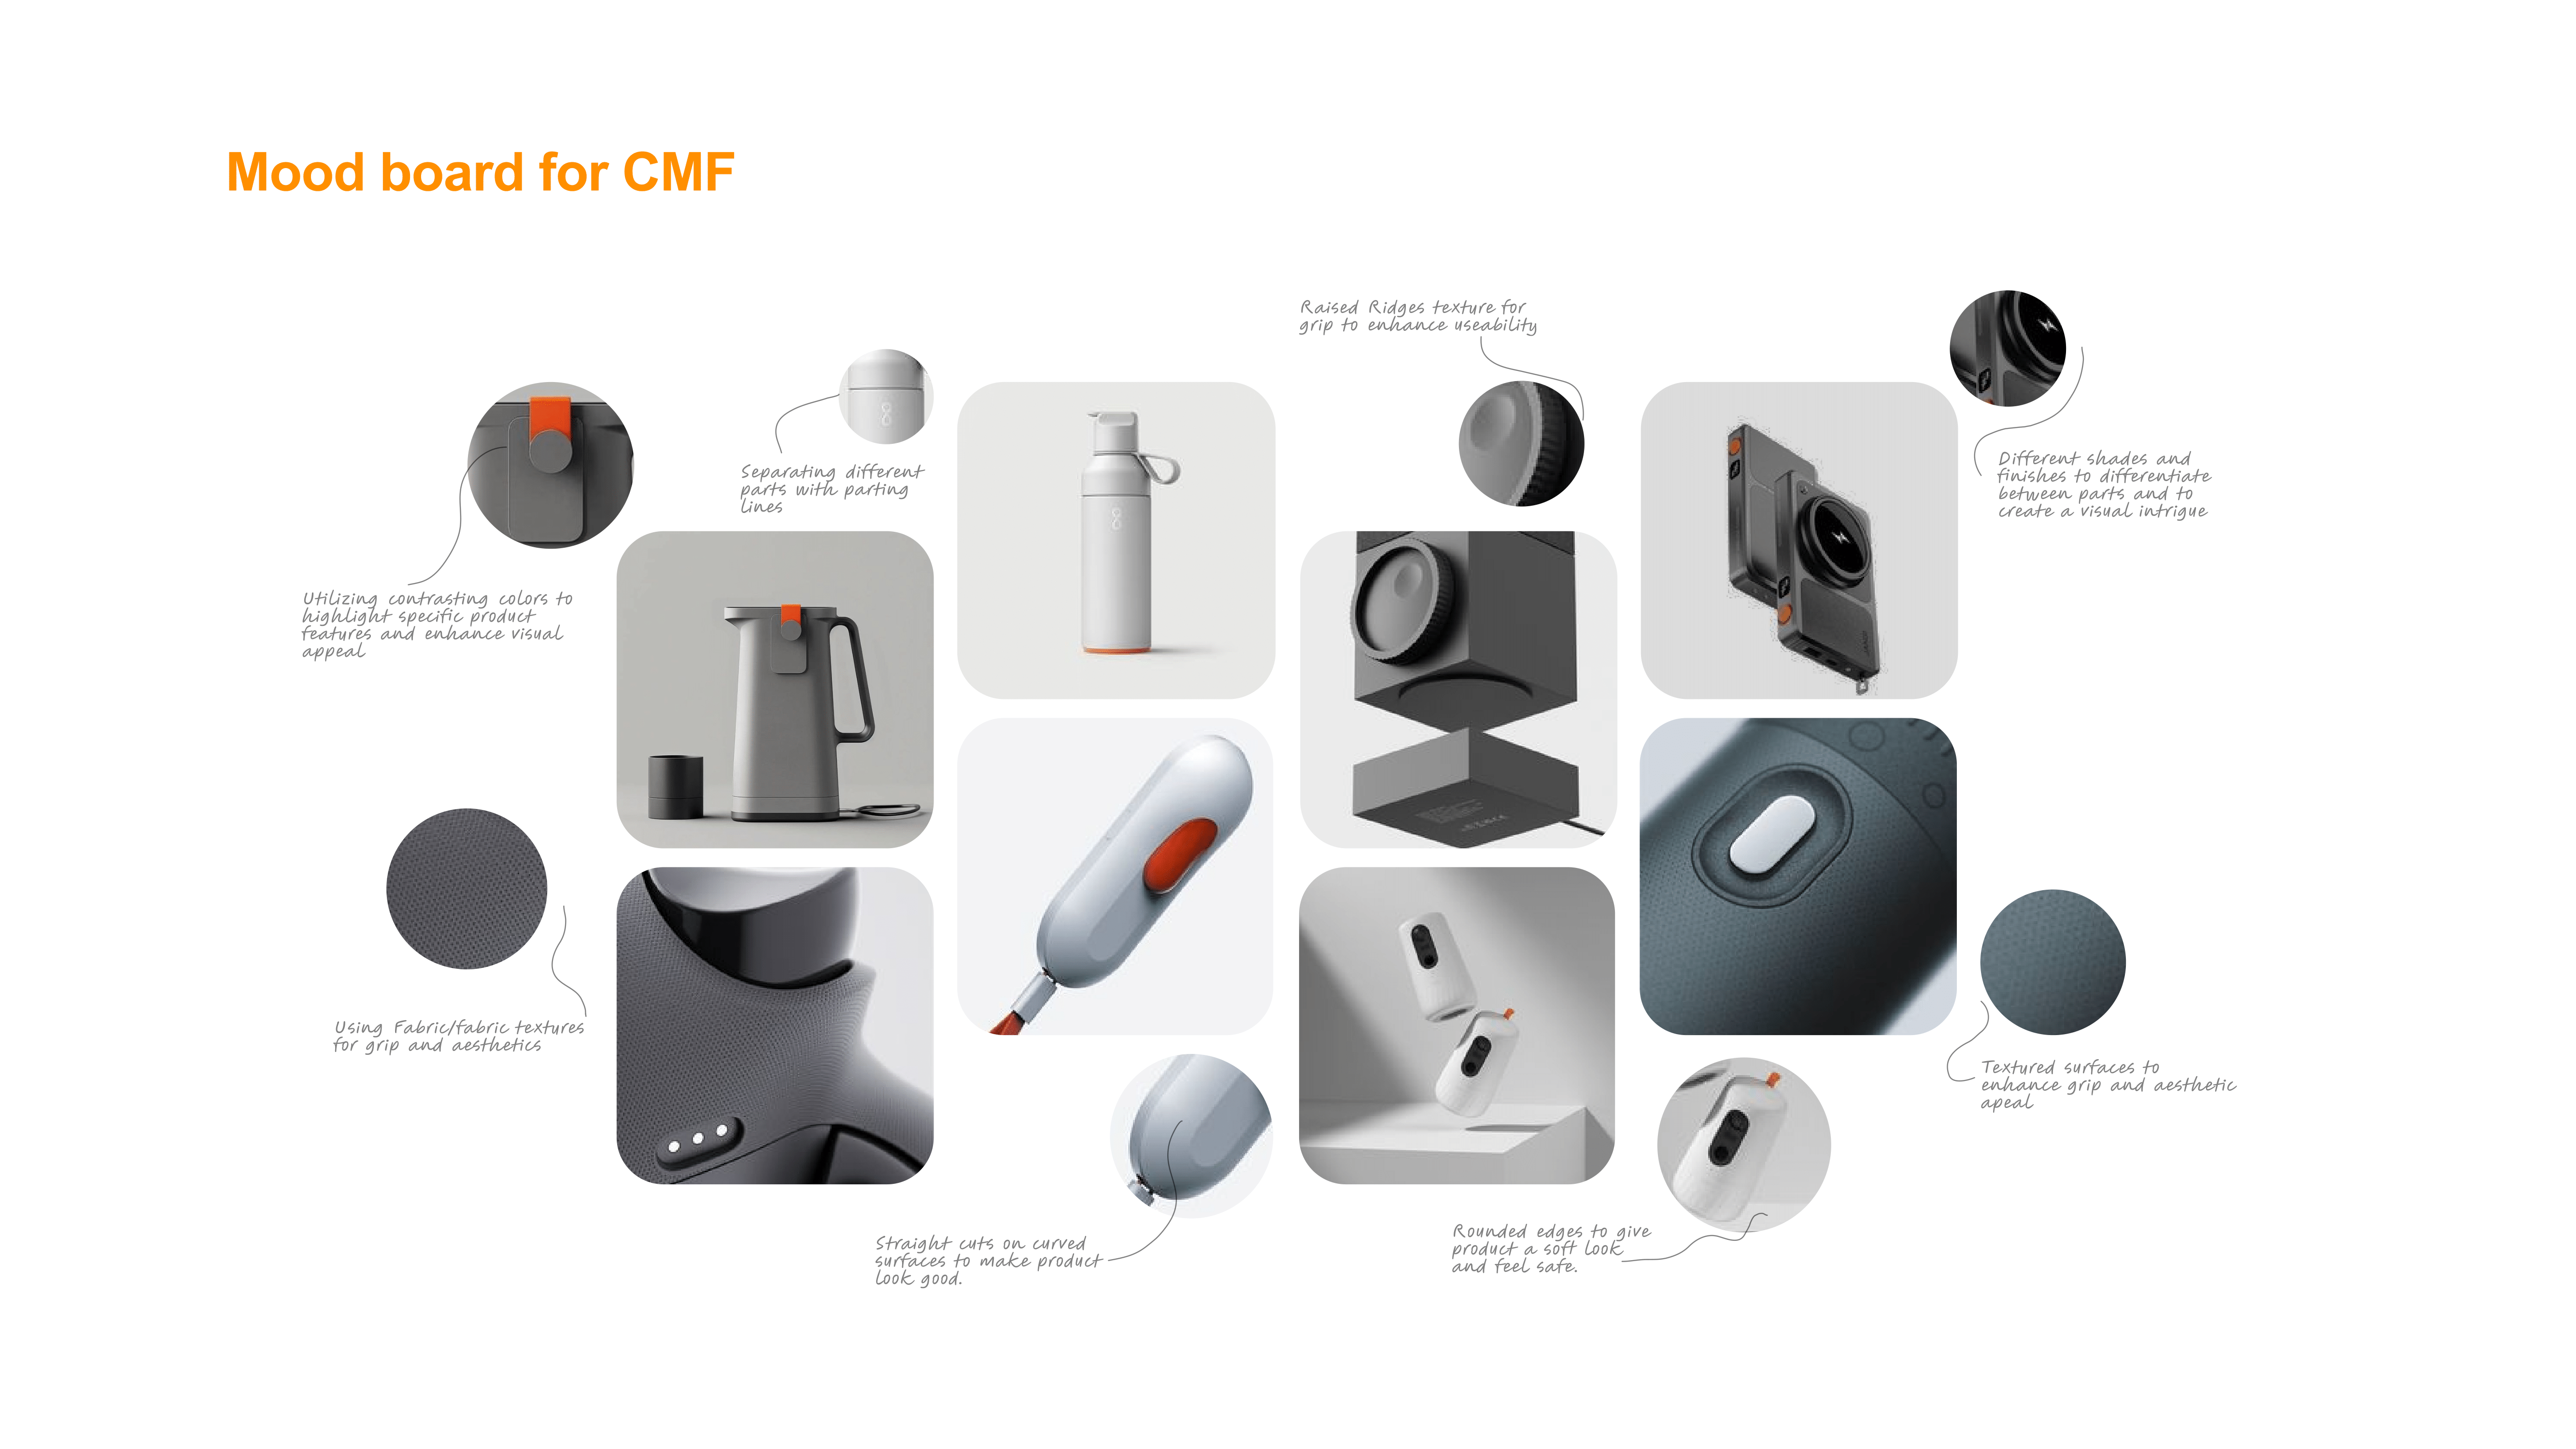 Mood board for CMF
Raised Ridges texture for
grip to enhance useability
Separating different
parts with parting
lines
Different shades and
finishes to differentiate
between parts and to
create a visual intrigue
Utilizing contrasting colors to
highlight specific product
features and enhance visual
appeal
Using Fabric/fabric textures
for grip and aesthetics
Textured surfaces to
enhance grip and aesthetic
apeal
Straight cuts on curved
surfaces to make product
look good.
Rounded edges to give
product a soft look
and feel safe.